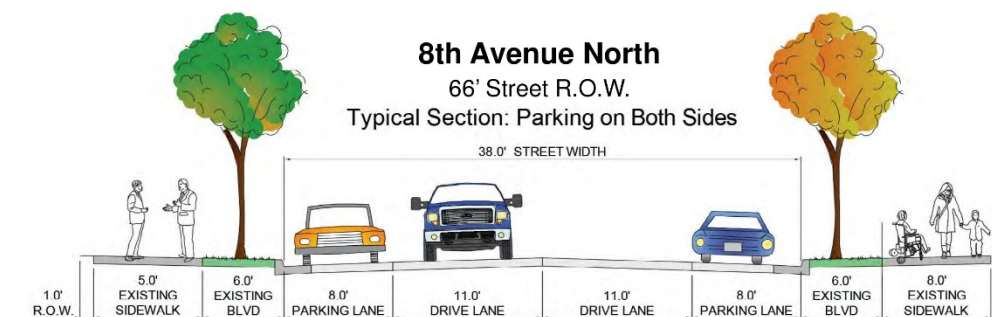 8th Avenue North
66' Street R.O.W.
Typical Section: Parking on Both Sides
38.0' STREET WIDTH
1.0'
R.O.W.
5.0'
EXISTING
SIDEWALK
6.0'
EXISTING
BLVD
8.0'
PARKING LANE
11.0'
DRIVE LANE
11.0'
DRIVE LANE
8.0'
PARKING LANE
6.0'
EXISTING
BLVD
8.0'
EXISTING
SIDEWALK